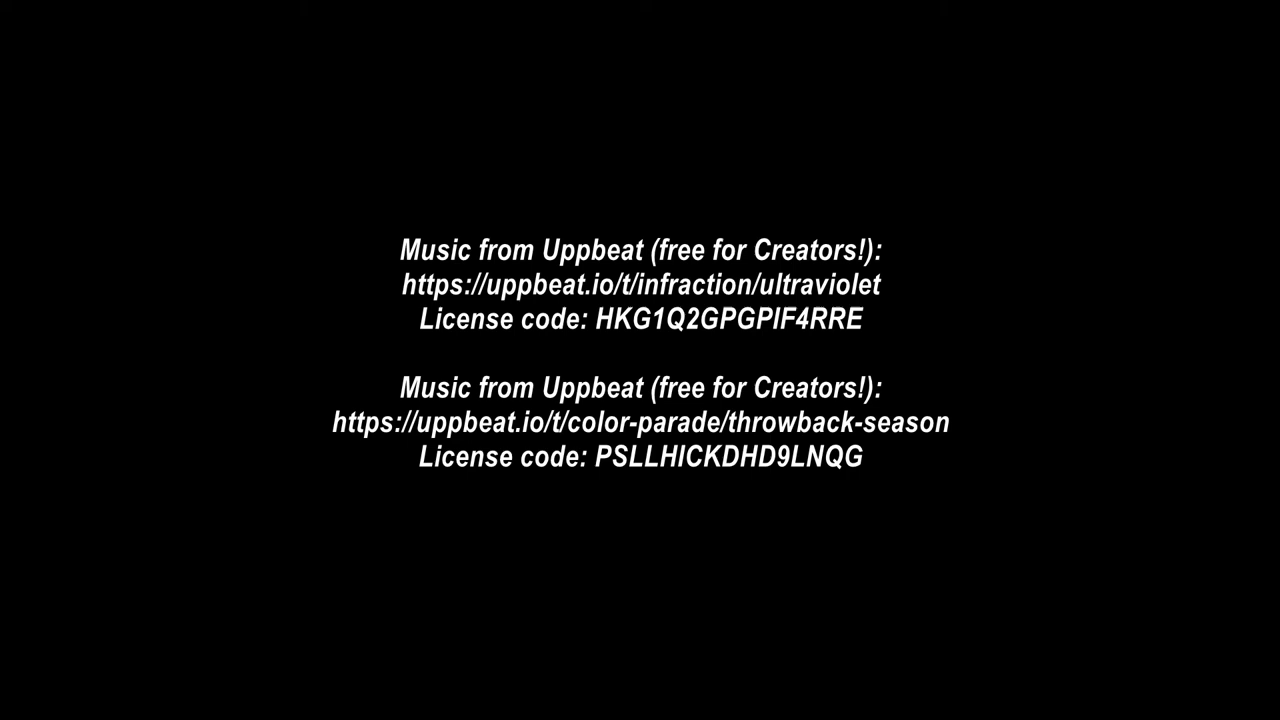 Music from Uppbeat (free for Creators!):
https://uppbeat.io/t/infraction/ultraviolet
License code: HKG1Q2GPGPIF4RRE
Music from Uppbeat (free for Creators!):
https://uppbeat.io/t/color-parade/throwback-season
License code: PSLLHICKDHD9LNQG